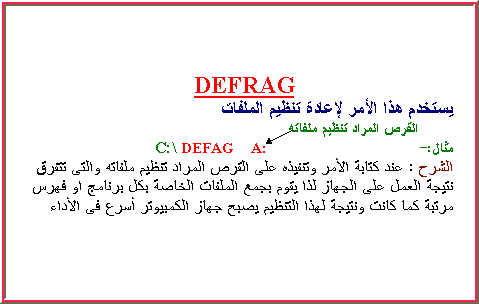 DEFRAG
يستخدم هذا الأمر لإعادة تنظيم الملفات
القرص المراد تنظيم ملفاته
مثال:- C:\ DEFAG A:
الشرح : عند كتابة الأمر وتنفيذه على القرص المراد تنظيم ملفاته والتى تتفرق
نتيجة العمل على الجهاز لذا يقوم بجمع الملفات الخاصة بكل برنامج او فهرس
مرتبة كما كانت ونتيجة لهذا التنظيم يصبح جهاز الكمبيوتر أسرع فى الأداء